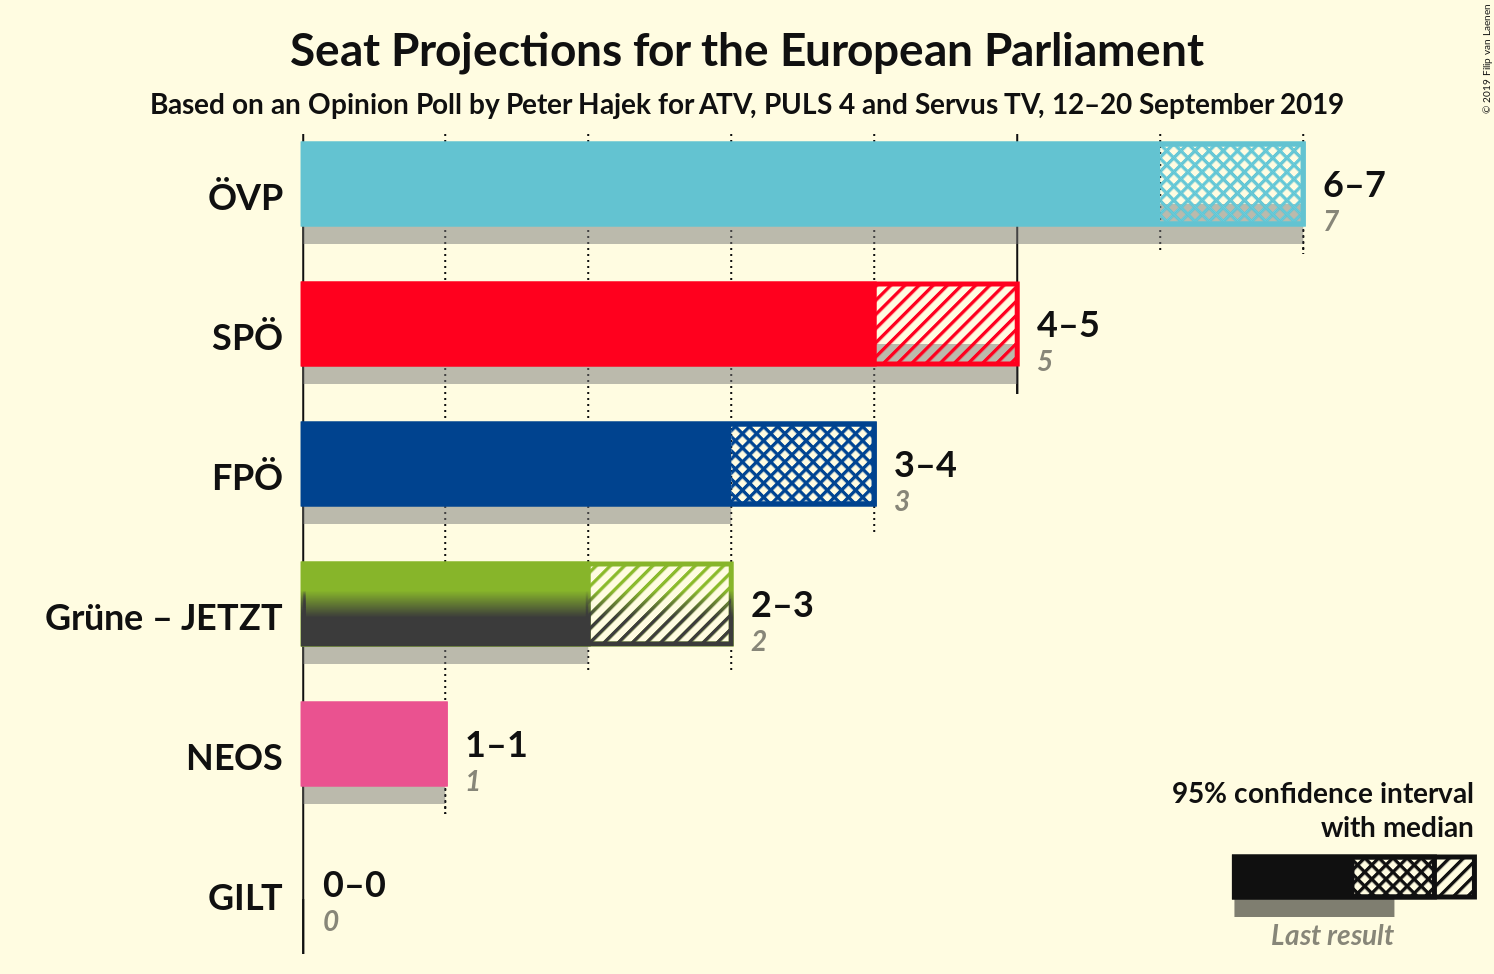 Seat Projections for the European Parliament
Based on an Opinion Poll by Peter Hajek for ATV, PULS 4 and Servus TV, 12–20 September 2019
© 2019 Filip van Laenen
ÖVP
6–7
7
SPÖ
4–5
5
FPÖ
3–4
3
Grüne – JETZT
2–3
2
NEOS
1–1
1
GILT
0–0
0
95% confidence interval
with median
Last result